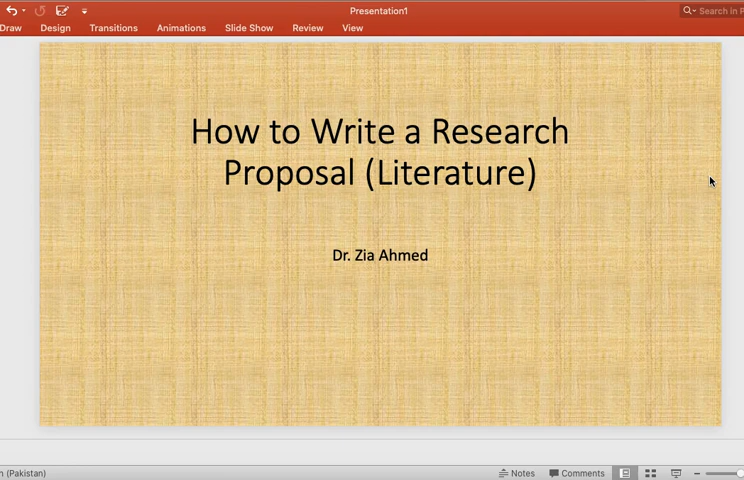 Presentation1
Search in P
Draw Design Transitions Animations Slide Show Review View
How to Write a Research
Proposal (Literature)
Dr. Zia Ahmed
(Pakistan) Notes Comments